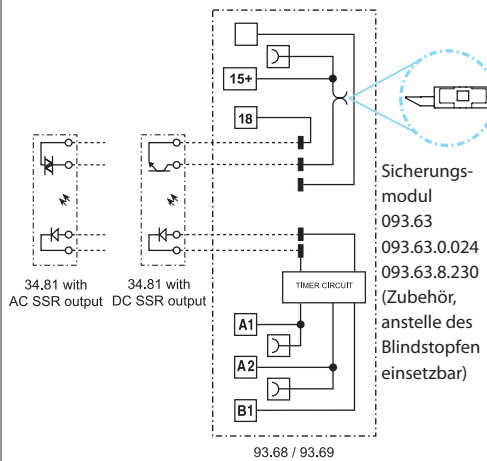 15+
18
Sicherungs-
modul
093.63
093.63.0.024
093.63.8.230
(Zubehör,
anstelle des
Blindstopfen
einsetzbar)
34.81 with
AC SSR output
34.81 with
DC SSR output
TIMER CIRCUIT
A1
A2
B1
93.68 / 93.69